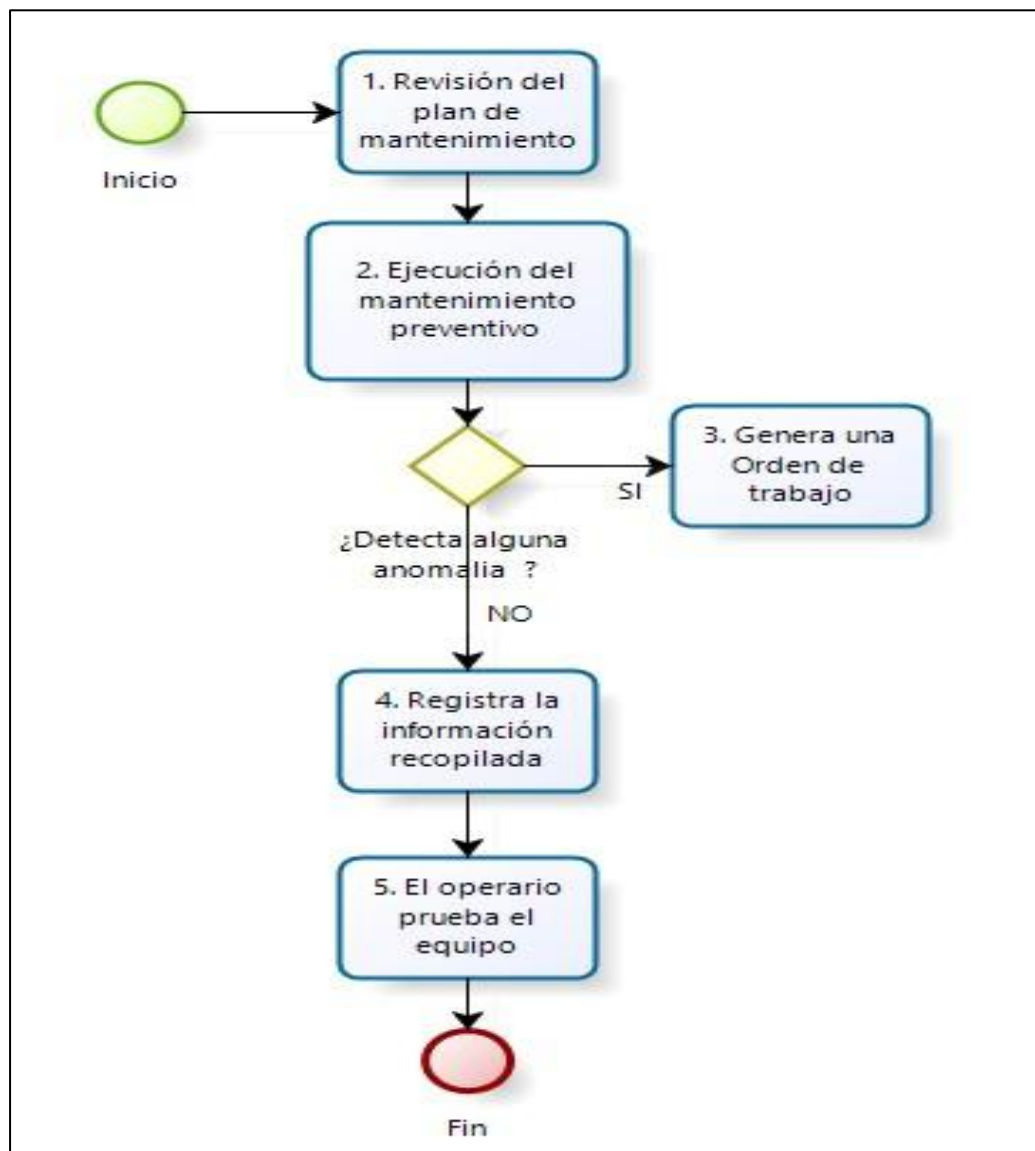 1. Revisión del
plan de
mantenimiento
Inicio
2. Ejecución del
mantenimiento
preventivo
3. Genera una
Orden de
trabajo
SI
¿Detecta alguna
anomalia ?
NO
4. Registra la
información
recopilada
5. El operario
prueba el
equipo
Fin